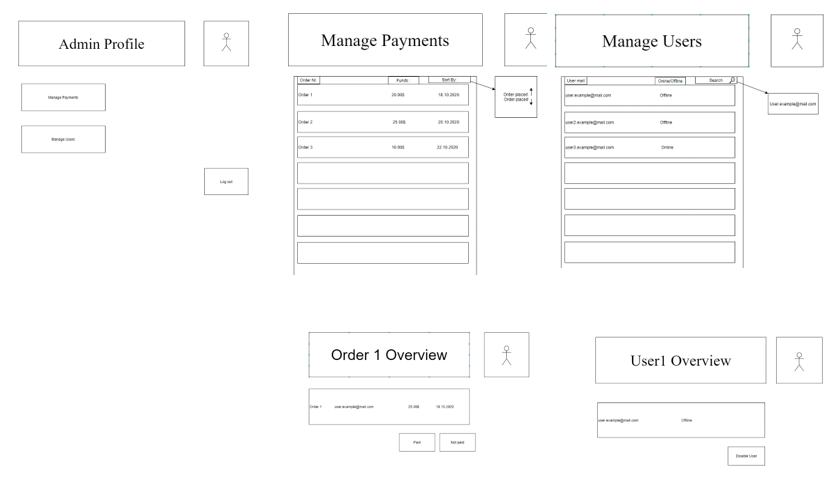 Admin Profile
Manage Payments
Manage Users
Log out
Manage Payments
Order Nr.
Funds
Sort By
Order 1 20.00$ 18.10.2020
Order 2 25.00$ 20.10.2020
Order 3 10.00$ 22.10.2020
Order placed
Order placed
Manage Users
User mail
Online/Offline
Search
user.example@mail.com Offline
user2.example@mail.com Offline
user3.example@mail.com Online
User.example@mail.com
Order 1 Overview
Order 1 user.example@mail.com 20.00$ 18.10.2020
Paid
Not paid
User1 Overview
user.example@mail.com Offline
Disable User